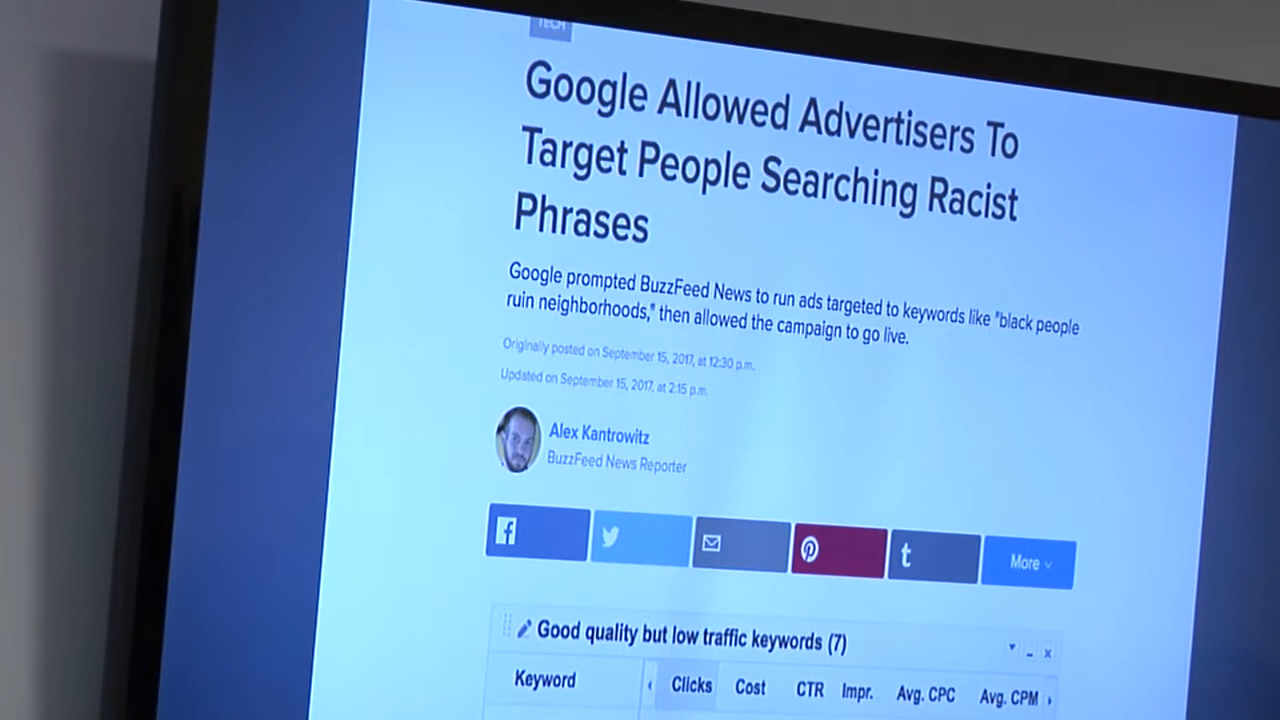 TECH
Google Allowed Advertisers To
Target People Searching Racist
Phrases
Google prompted BuzzFeed News to run ads targeted to keywords like "black people
ruin neighborhoods," then allowed the campaign to go live.
Originally posted on September 15, 2017, at 12:30 p.m.
Updated on September 15, 2017, at 2:15 p.m.
Alex Kantrowitz
BuzzFeed News Reporter
More
Good quality but low traffic keywords (7)
Keyword Clicks Cost CTR Impr. Avg. CPC Avg. CPM